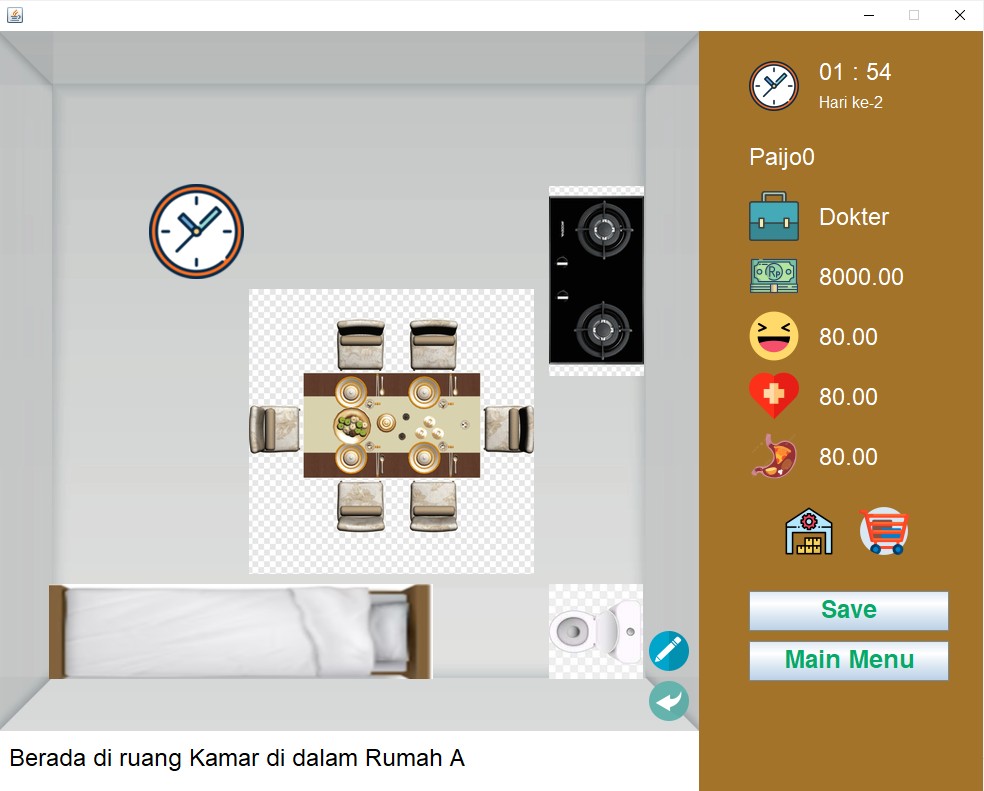 01 : 54
Hari ke-2
Paijo0
Dokter
Rp
8000.00
80.00
80.00
80.00
Save
Main Menu
Berada di ruang Kamar di dalam Rumah A